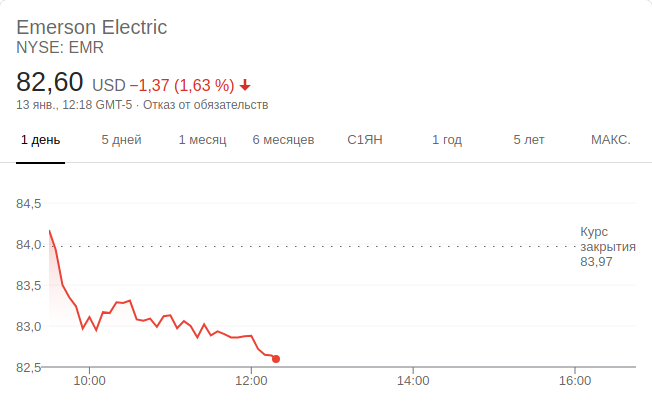 Emerson Electric
NYSE: EMR
82,60 USD −1,37 (1,63 %)
13 янв., 12:18 GMT-5 · Отказ от обязательств
1 день 5 дней 1 месяц 6 месяцев С1ЯН 1 год 5 лет МАКС.
84,5
84,0
83,5
83,0
82,5
Курс
закрытия
83,97
10:00 12:00 14:00 16:00